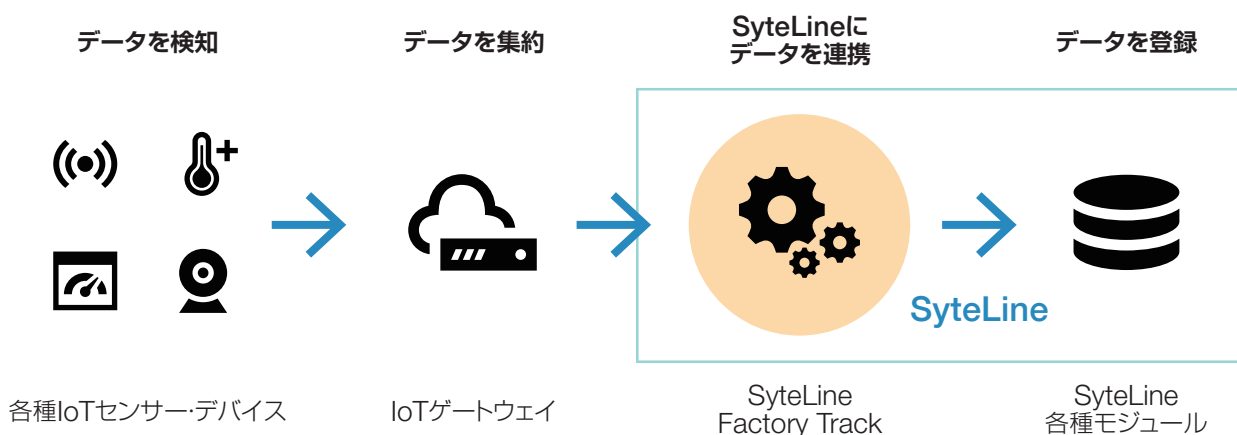 データを検知
データを集約
SyteLineに
データを連携
データを登録
SyteLine
各種IoTセンサー・デバイス
IoTゲートウェイ
SyteLine
Factory Track
SyteLine
各種モジュール